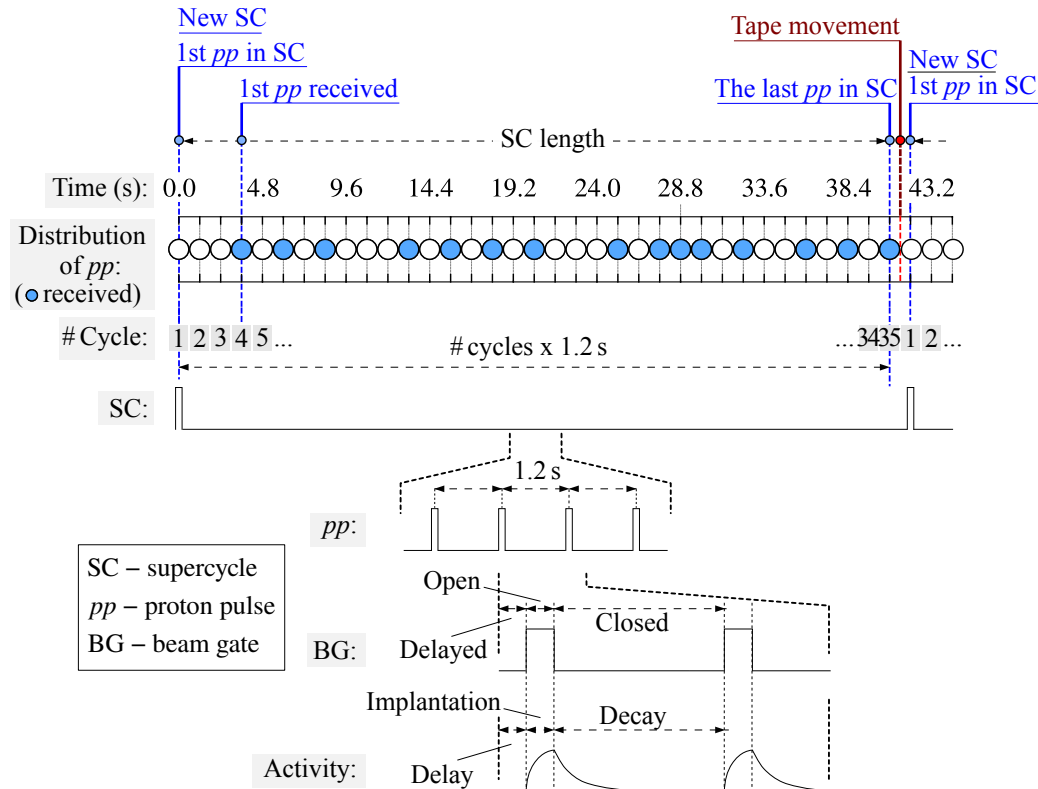 New SC
1st pp in SC
1st pp received
Tape movement
The last pp in SC
New SC
1st pp in SC
SC length
Time (s): 0.0 4.8 9.6 14.4 19.2 24.0 28.8 33.6 38.4 43.2
Distribution
of pp:
(received)
# Cycle: 1 2 3 4 5 ... ... 34 35 1 2 ...
# cycles x 1.2 s
SC:
1.2 s
pp:
SC – supercycle
pp – proton pulse
BG – beam gate
Open
Closed
BG: Delayed
Implantation
Decay
Activity: Delay